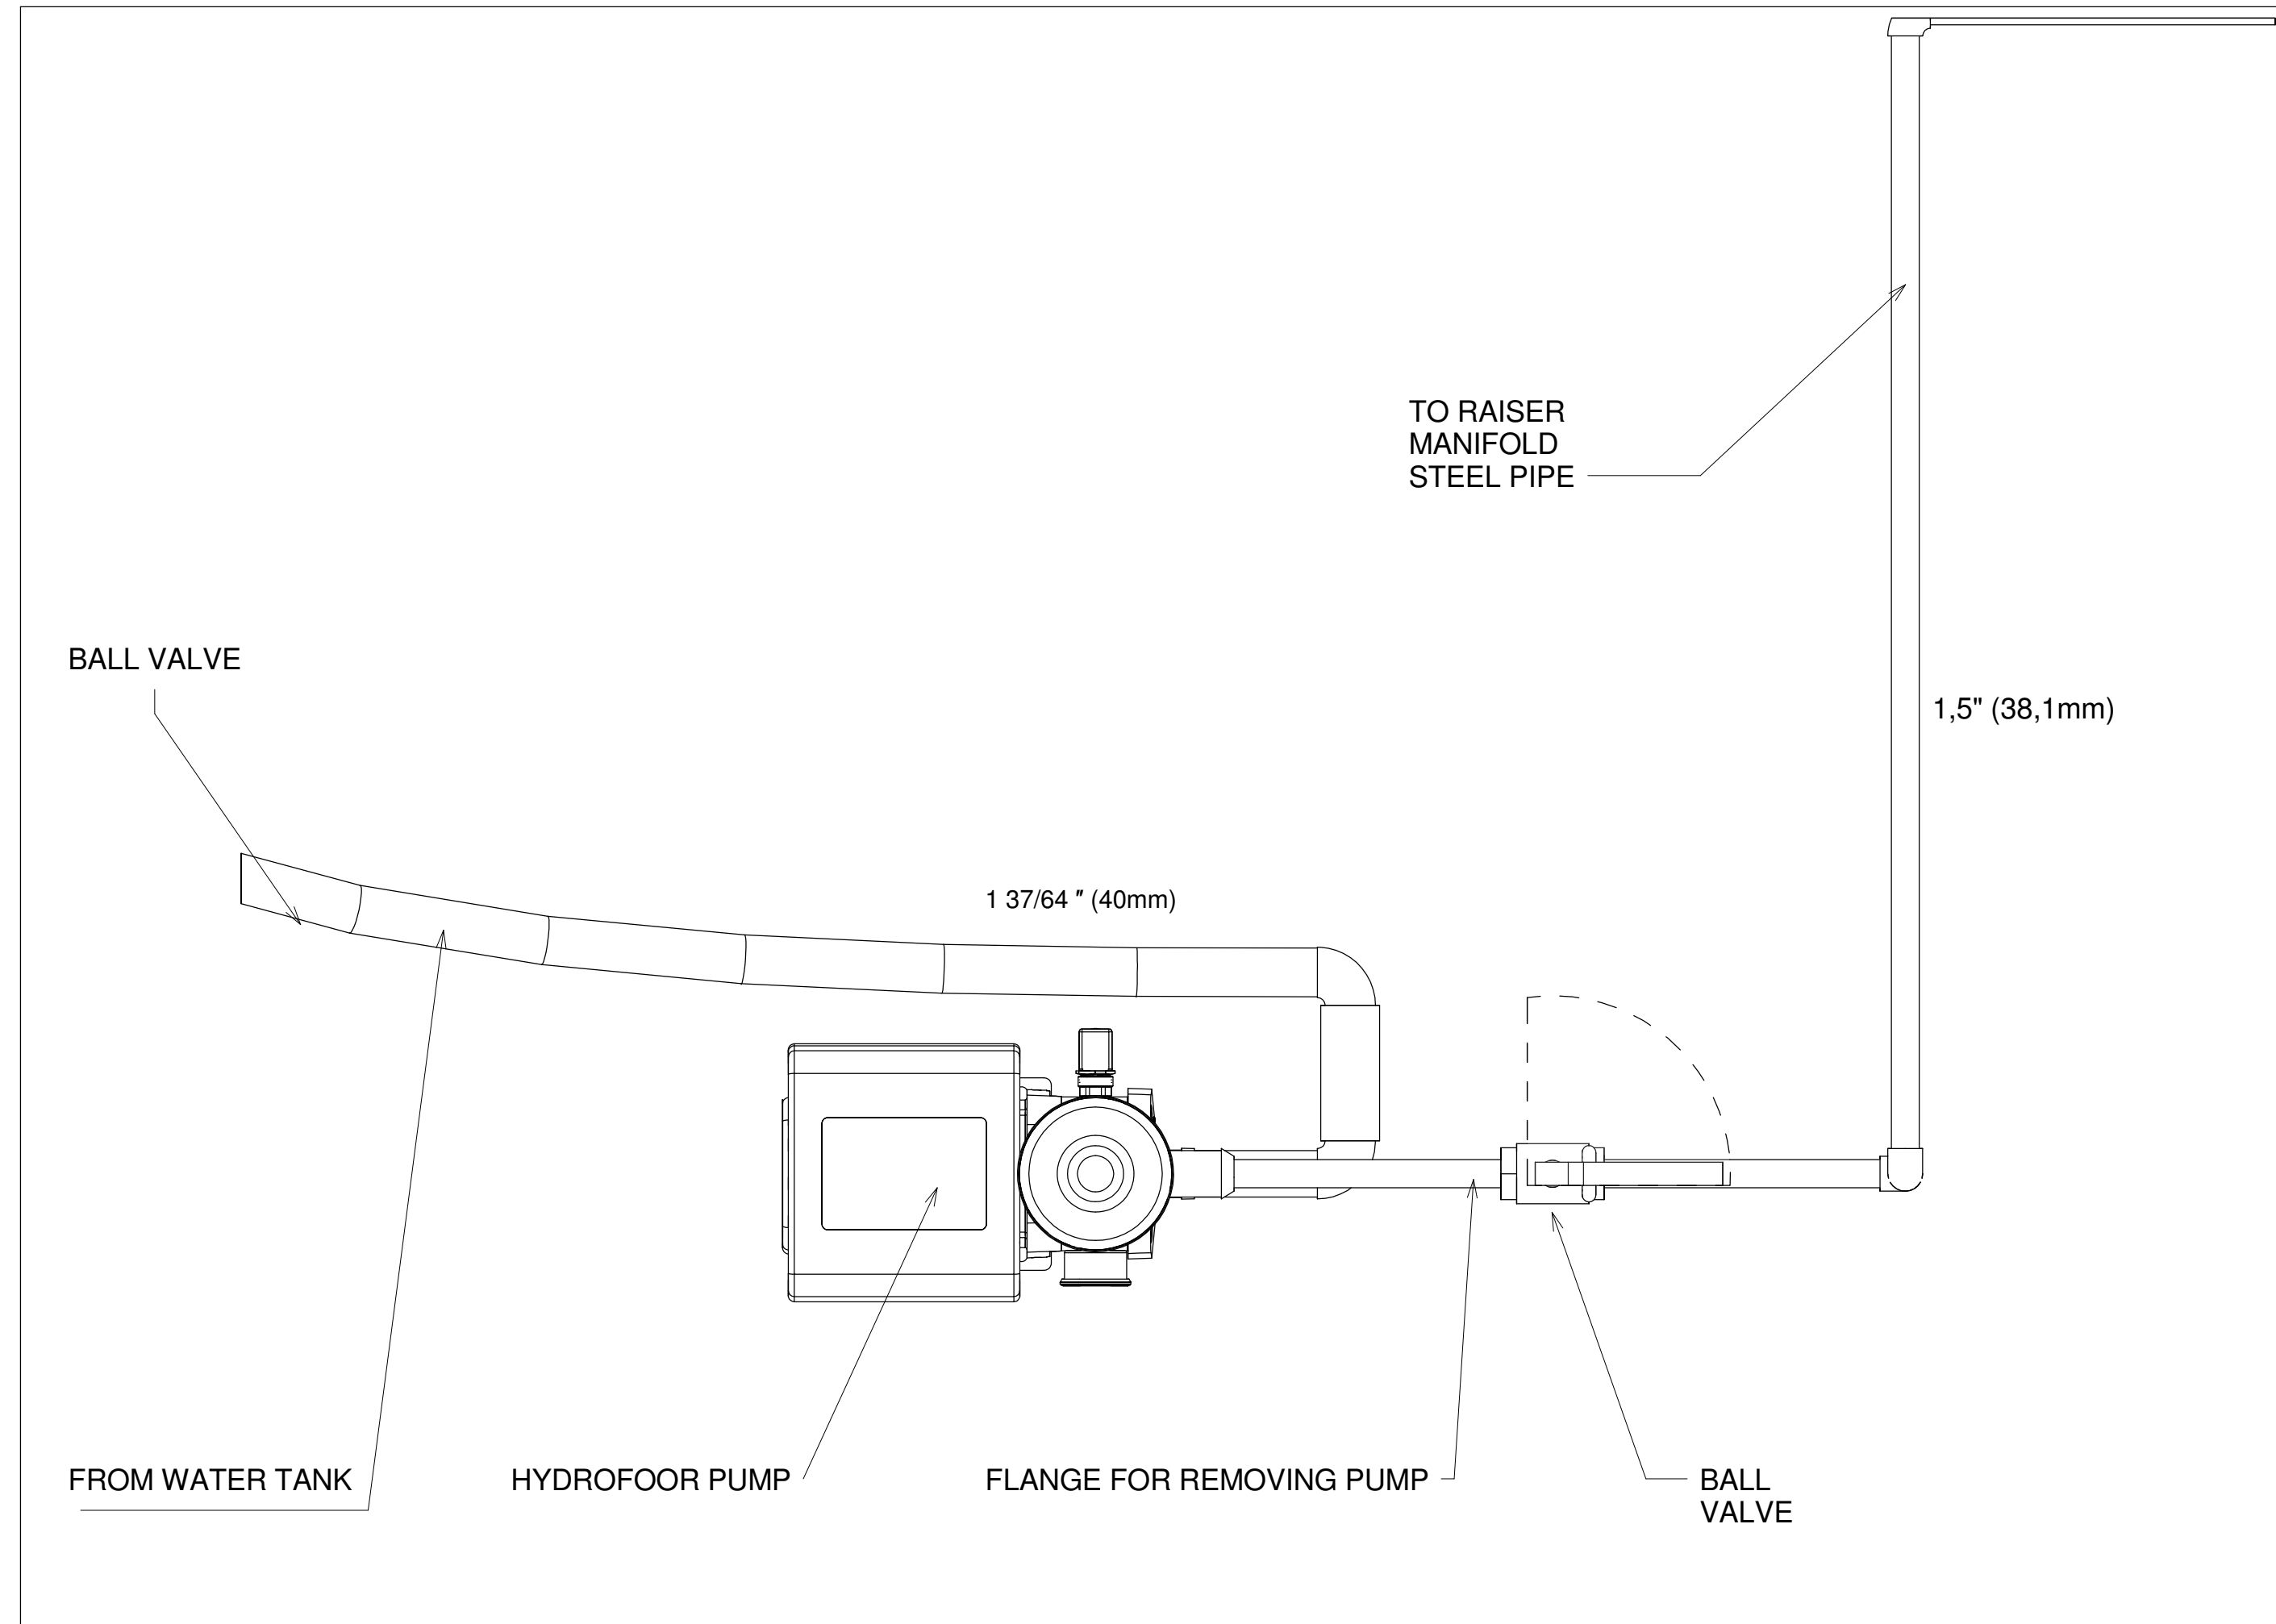 TO RAISER
MANIFOLD
STEEL PIPE
BALL VALVE
1,5" (38,1mm)
1 37/64 " (40mm)
FROM WATER TANK
HYDROFOOR PUMP
FLANGE FOR REMOVING PUMP
BALL
VALVE